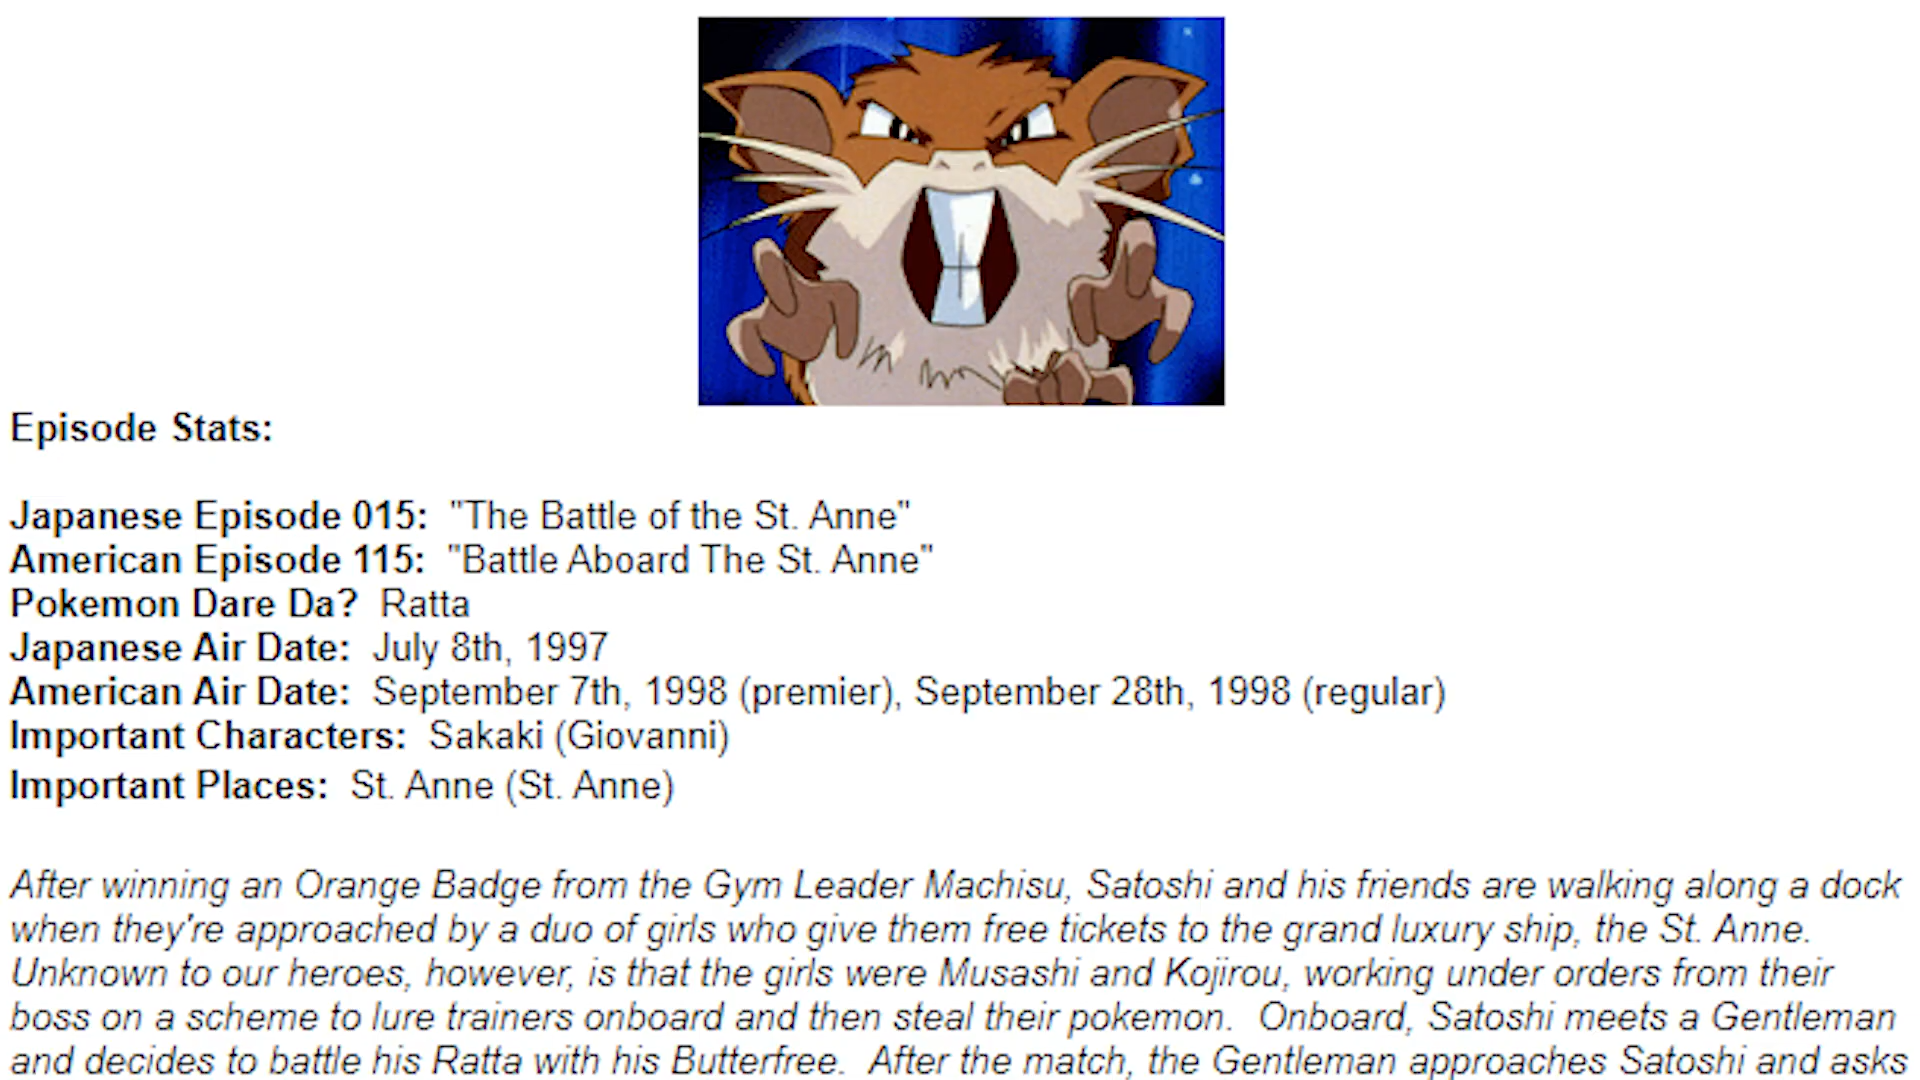 Episode Stats:
Japanese Episode 015: "The Battle of the St. Anne"
American Episode 115: "Battle Aboard The St. Anne"
Pokemon Dare Da? Ratta
Japanese Air Date: July 8th, 1997
American Air Date: September 7th, 1998 (premier), September 28th, 1998 (regular)
Important Characters: Sakaki (Giovanni)
Important Places: St. Anne (St. Anne)
After winning an Orange Badge from the Gym Leader Machisu, Satoshi and his friends are walking along a dock
when they're approached by a duo of girls who give them free tickets to the grand luxury ship, the St. Anne.
Unknown to our heroes, however, is that the girls were Musashi and Kojirou, working under orders from their
boss on a scheme to lure trainers onboard and then steal their pokemon. Onboard, Satoshi meets a Gentleman
and decides to battle his Ratta with his Butterfree. After the match, the Gentleman approaches Satoshi and asks